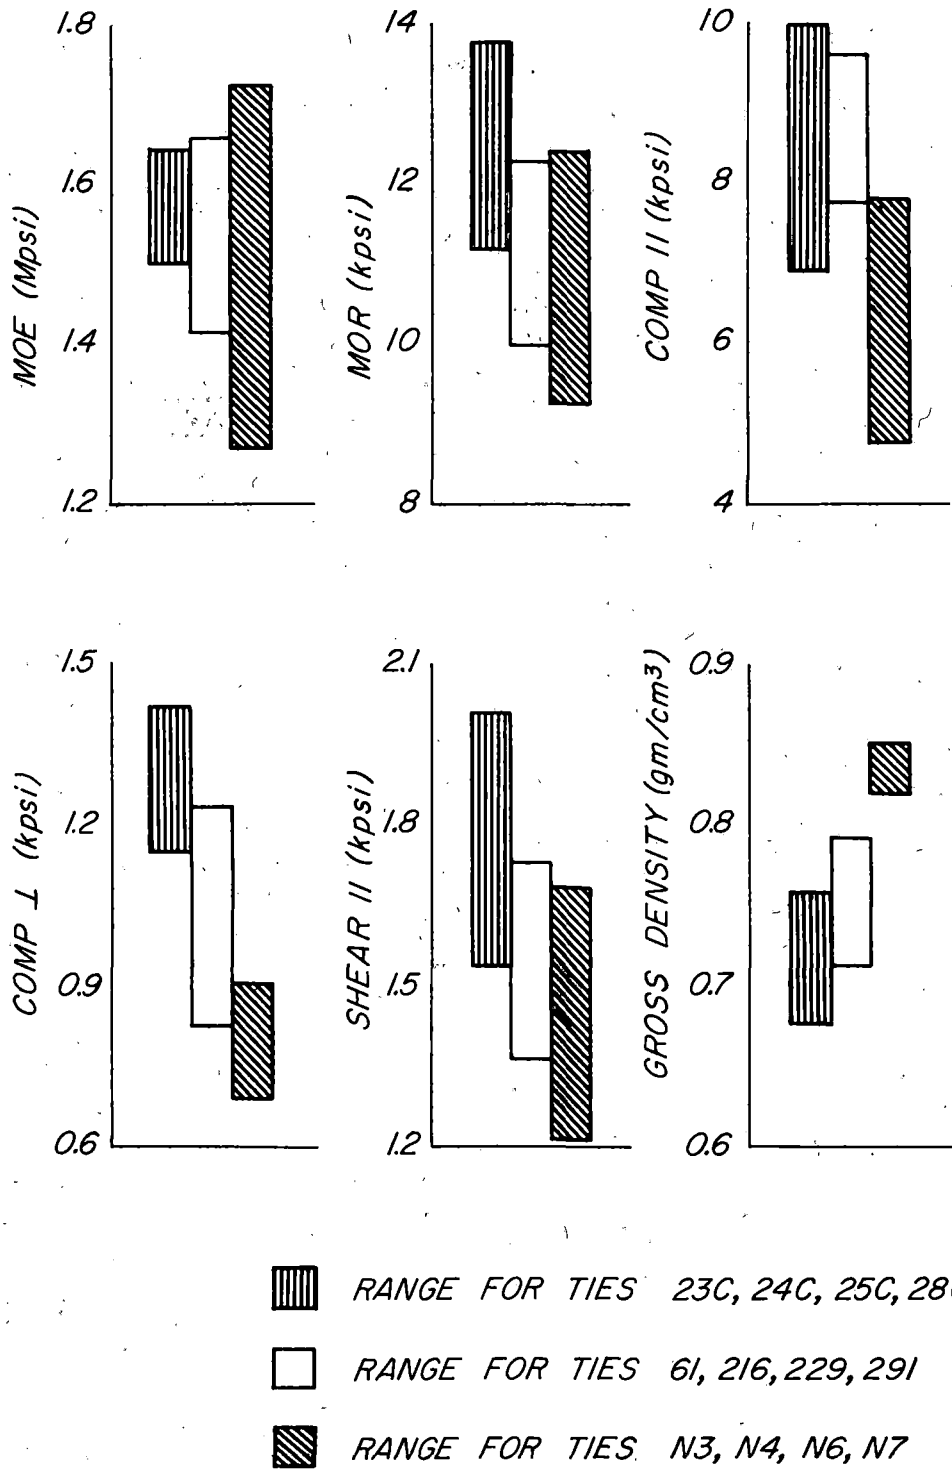 1.8
1.6
1.4
1.2
MOE (Mpsi)
14
12
10
8
MOR (kpsi)
10
8
6
4
COMP II (kpsi)
1.5
1.2
0.9
0.6
COMP ⊥ (kpsi)
2.1
1.8
1.5
1.2
SHEAR II (kpsi)
0.9
0.8
0.7
0.6
GROSS DENSITY (gm/cm³)
RANGE FOR TIES 23C, 24C, 25C,
RANGE FOR TIES 61, 216, 229, 291
RANGE FOR TIES N3, N4, N6, N7